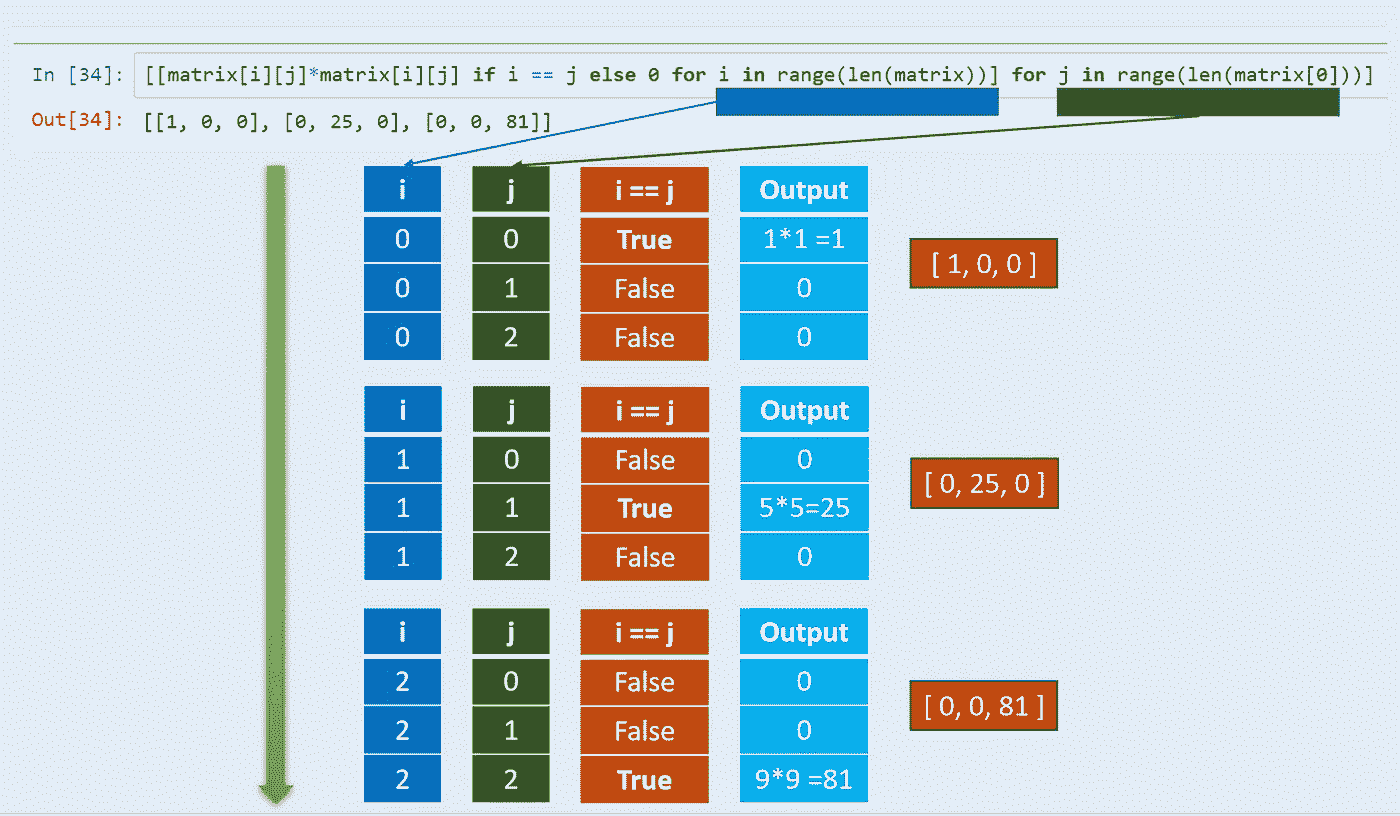 In [34]: [[matrix[i][j]*matrix[i][j] if i == j else 0 for i in range(len(matrix))] for j in range(len(matrix[0]))]
Out[34]: [[1, 0, 0], [0, 25, 0], [0, 0, 81]]
i j i == j Output
0 0 True 1*1 =1
[ 1, 0, 0 ]
0 1 False 0
0 2 False 0
i j i == j Output
1 0 False 0
[ 0, 25, 0 ]
1 1 True 5*5=25
1 2 False 0
i j i == j Output
2 0 False 0
[ 0, 0, 81 ]
2 1 False 0
2 2 True 9*9 =81